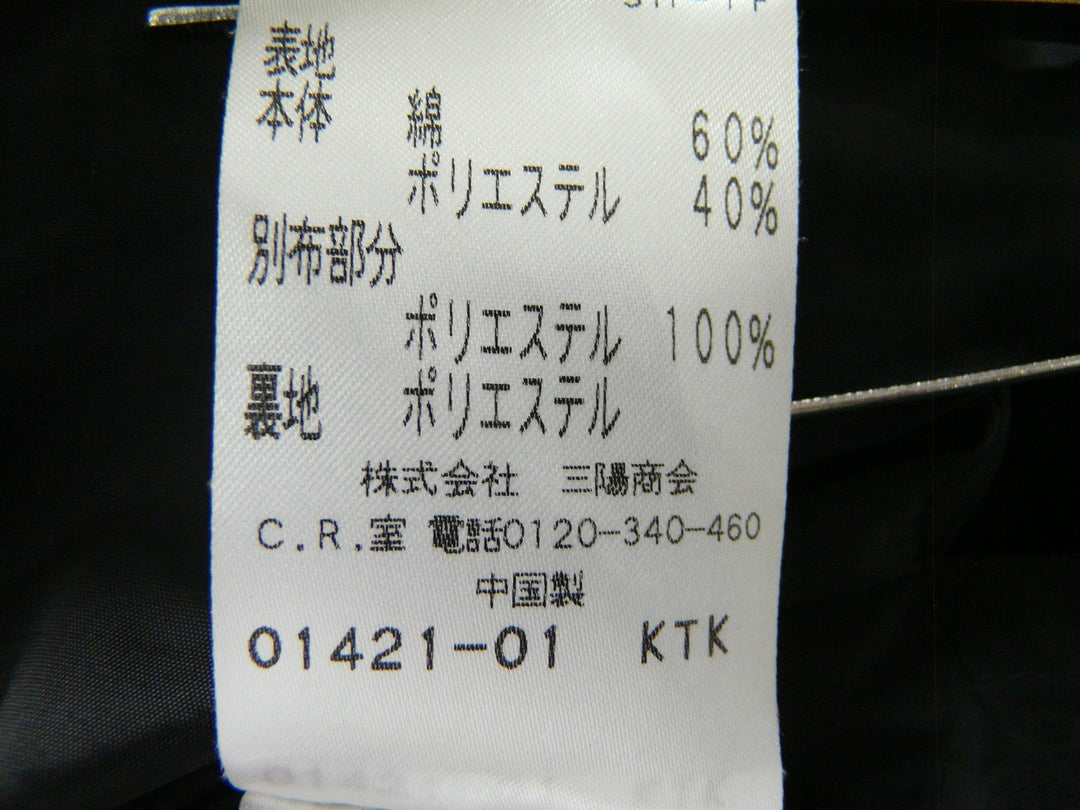 表地
本体
綿 60%
ポリエステル 40%
別布部分
ポリエステル 100%
裏地 ポリエステル
株式会社 三陽商会
C.R.室 電話0120-340-460
中国製
01421-01 KTK